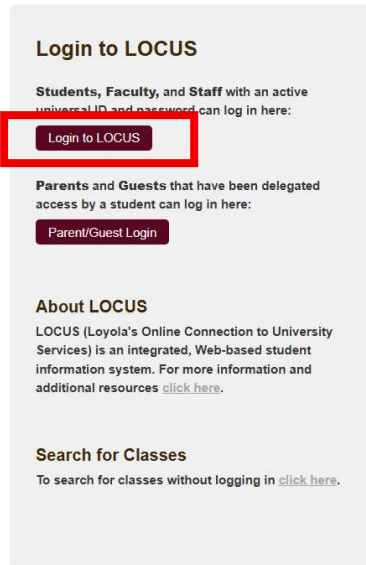 Login to LOCUS
Students, Faculty, and Staff with an active
universal ID and password can log in here:
Login to LOCUS
Parents and Guests that have been delegated
access by a student can log in here:
Parent/Guest Login
About LOCUS
LOCUS (Loyola's Online Connection to University
Services) is an integrated, Web-based student
information system. For more information and
additional resources click here.
Search for Classes
To search for classes without logging in click here.